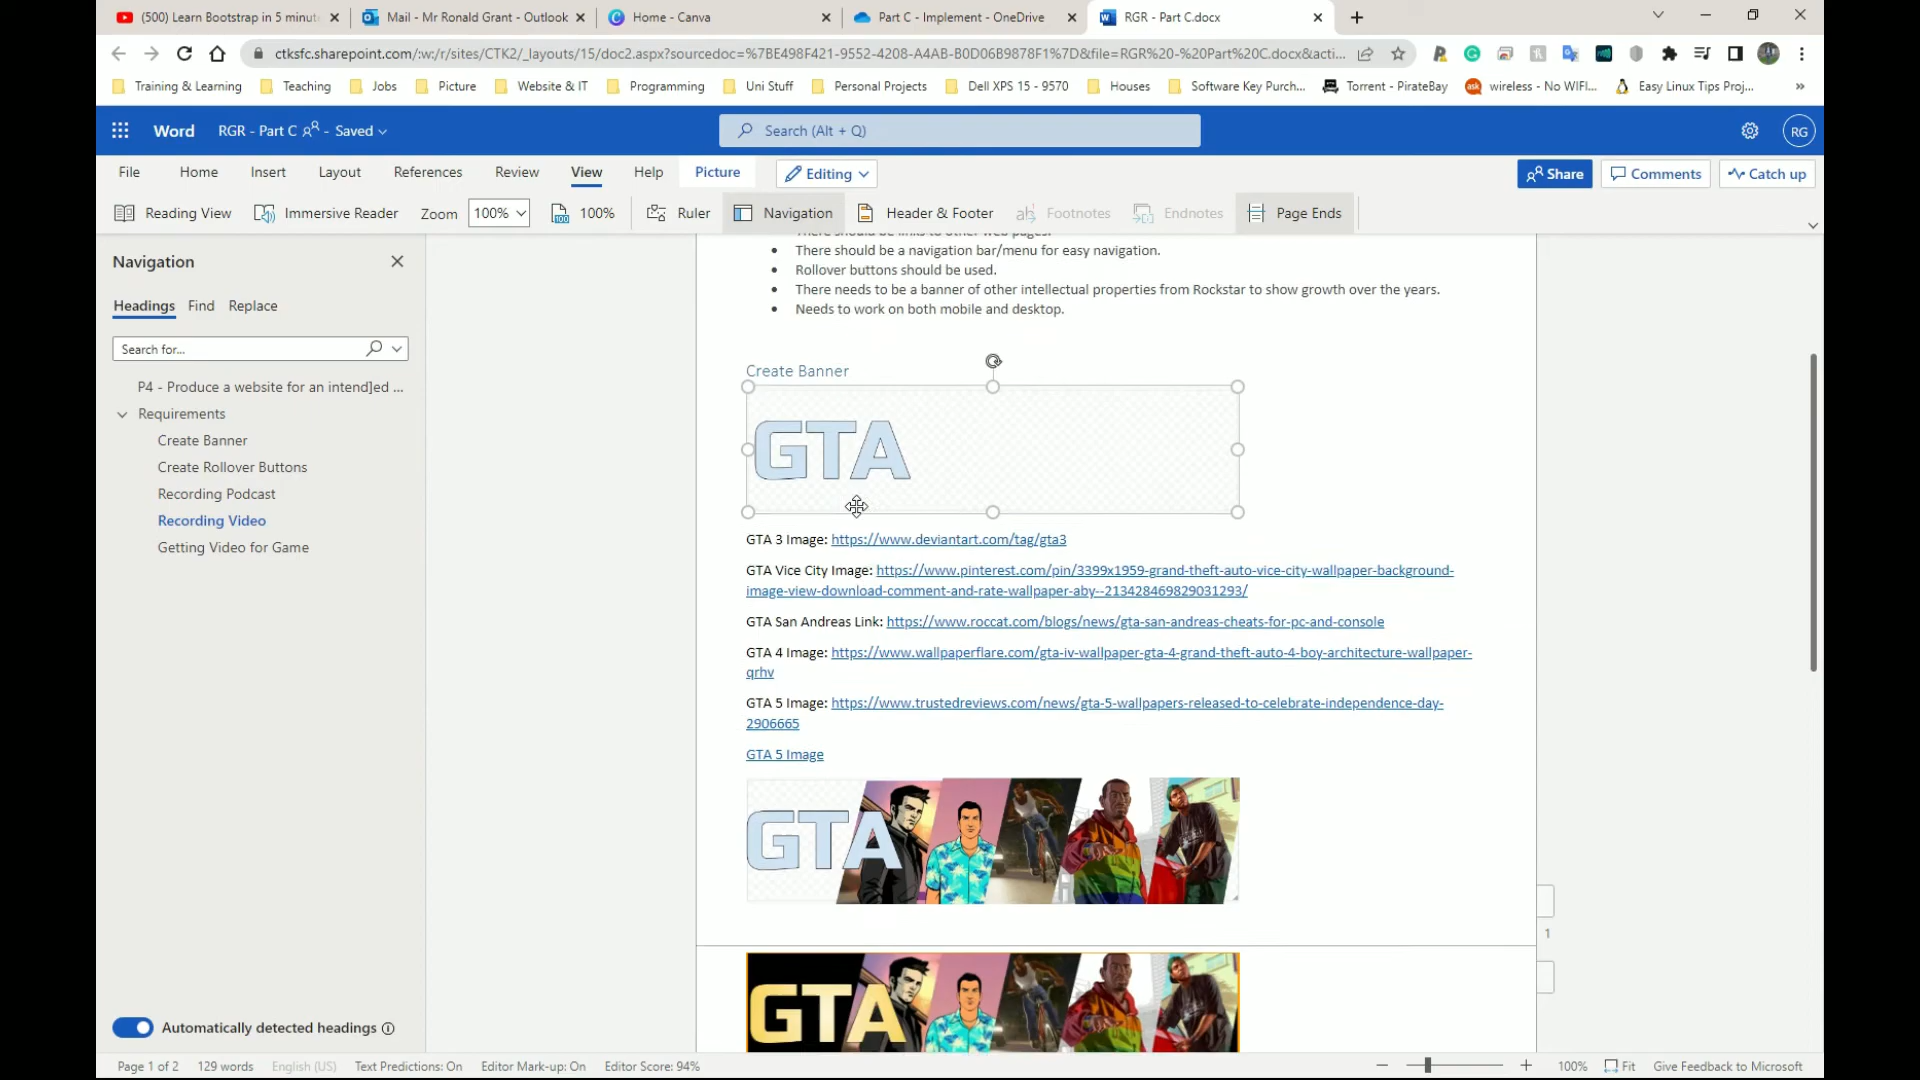 (500) Learn Bootstrap in 5 minut
Mail - Mr Ronald Grant - Outlook
Home - Canva
Part C - Implement - OneDrive
RGR - Part C.docx
ctksfc.sharepoint.com/:w:/r/sites/CTK2/_layouts/15/doc2.aspx?sourcedoc=%7BE498F421-9552-4208-A4AB-B0D06B9878F1%7D&file=RGR%20-%20Part%20C.docx&acti...
Training & Learning
Teaching
Jobs
Picture
Website & IT
Programming
Uni Stuff
Personal Projects
Dell XPS 15 - 9570
Houses
Software Key Purch...
Torrent - PirateBay
wireless - No WIFI...
Easy Linux Tips Proj...
Word
RGR - Part C - Saved
Search (Alt + Q)
RG
File
Home
Insert
Layout
References
Review
View
Help
Picture
Editing
Share
Comments
Catch up
Reading View
Immersive Reader
Zoom
100%
100%
Ruler
Navigation
Header & Footer
Footnotes
Endnotes
Page Ends
Navigation
Headings
Find
Replace
Search for...
P4 - Produce a website for an intend]ed ...
Requirements
Create Banner
Create Rollover Buttons
Recording Podcast
Recording Video
Getting Video for Game
Automatically detected headings
There should be links to other web pages.
• There should be a navigation bar/menu for easy navigation.
• Rollover buttons should be used.
• There needs to be a banner of other intellectual properties from Rockstar to show growth over the years.
• Needs to work on both mobile and desktop.
Create Banner
GTA
GTA 3 Image: https://www.deviantart.com/tag/gta3
GTA Vice City Image: https://www.pinterest.com/pin/3399x1959-grand-theft-auto-vice-city-wallpaper-background-
image-view-download-comment-and-rate-wallpaper-aby--213428469829031293/
GTA San Andreas Link: https://www.roccat.com/blogs/news/gta-san-andreas-cheats-for-pc-and-console
GTA 4 Image: https://www.wallpaperflare.com/gta-iv-wallpaper-gta-4-grand-theft-auto-4-boy-architecture-wallpaper-
qrhv
GTA 5 Image: https://www.trustedreviews.com/news/gta-5-wallpapers-released-to-celebrate-independence-day-
2906665
GTA 5 Image
GTA
1
GTA
Page 1 of 2
129 words
English (US)
Text Predictions: On
Editor Mark-up: On
Editor Score: 94%
100%
Fit
Give Feedback to Microsoft